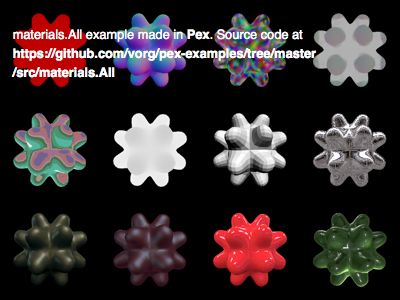 materials.All example made in Pex. Source code at
https://github.com/vorg/pex-examples/tree/master
/src/materials.All